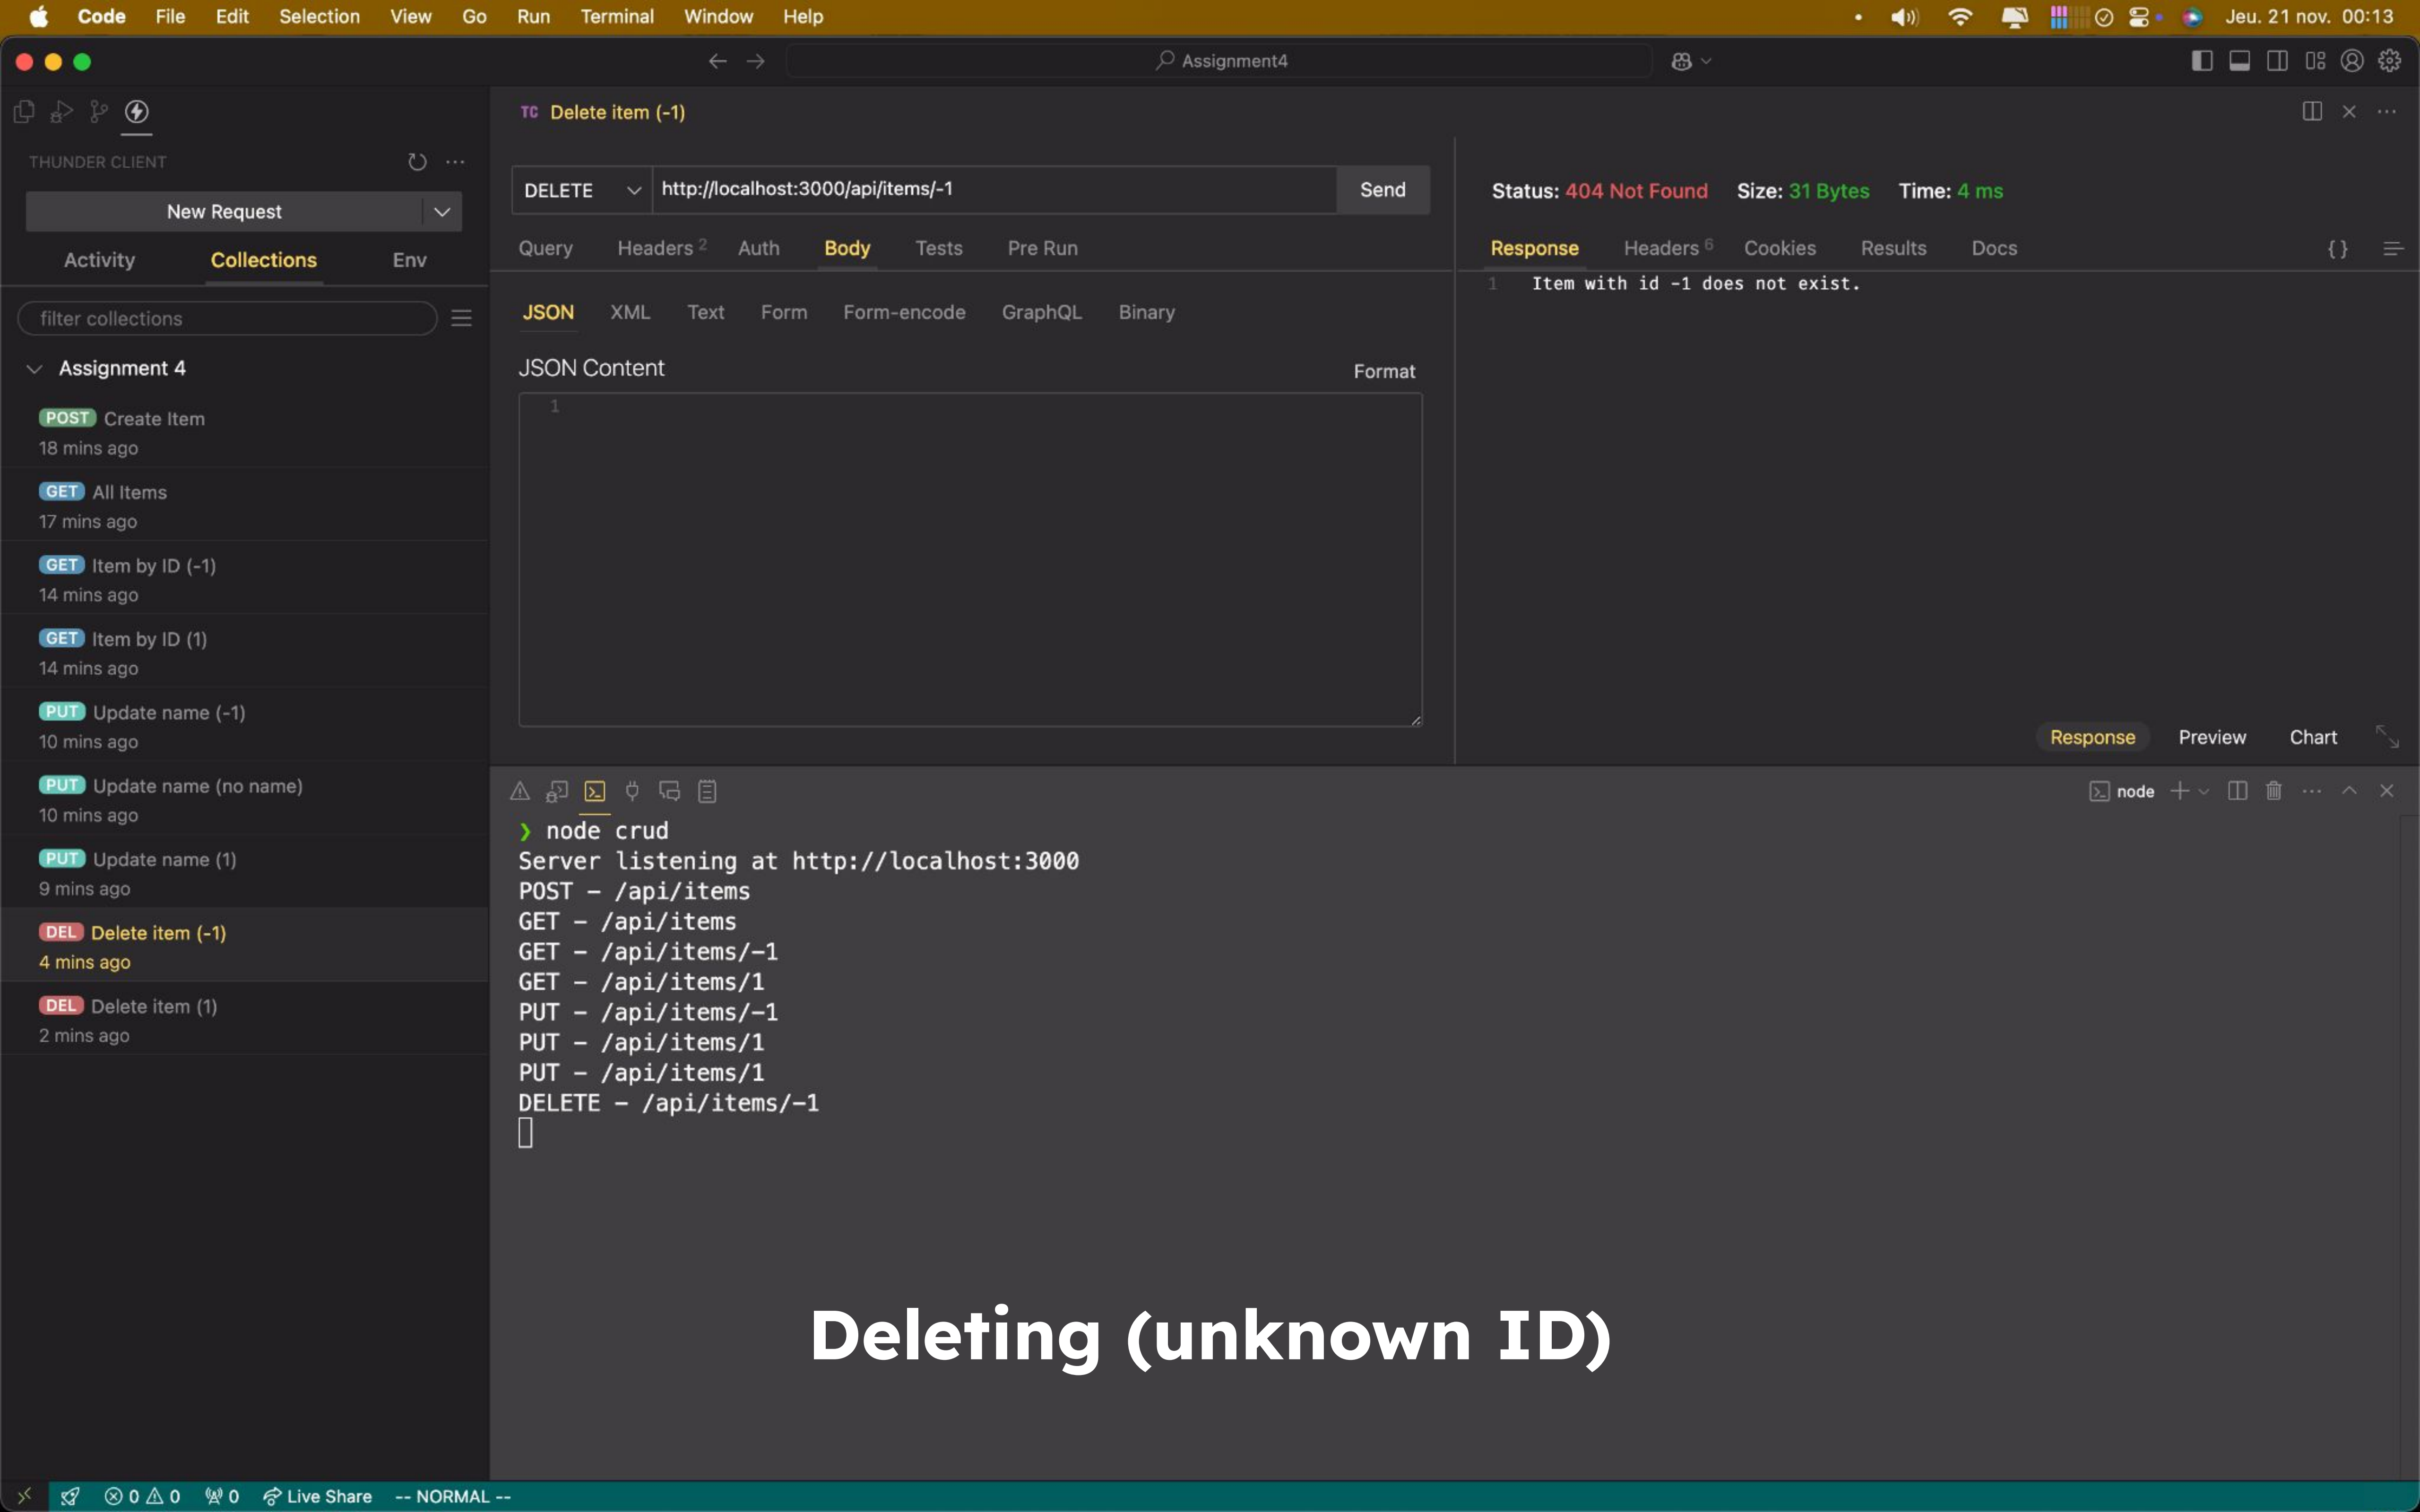 Code File Edit Selection View Go Run Terminal Window Help Jeu. 21 nov. 00:13
Assignment4
TC Delete item (-1)
THUNDER CLIENT
New Request
Activity Collections Env
filter collections
Assignment 4
POST Create Item
18 mins ago
GET All Items
17 mins ago
GET Item by ID (-1)
14 mins ago
GET Item by ID (1)
14 mins ago
PUT Update name (-1)
10 mins ago
PUT Update name (no name)
10 mins ago
PUT Update name (1)
9 mins ago
DEL Delete item (-1)
4 mins ago
DEL Delete item (1)
2 mins ago
DELETE http://localhost:3000/api/items/-1 Send
Query Headers 2 Auth Body Tests Pre Run
JSON XML Text Form Form-encode GraphQL Binary
JSON Content Format
1
Status: 404 Not Found Size: 31 Bytes Time: 4 ms
Response Headers 6 Cookies Results Docs {}
1 Item with id -1 does not exist.
Response Preview Chart
node
❯ node crud
Server listening at http://localhost:3000
POST - /api/items
GET - /api/items
GET - /api/items/-1
GET - /api/items/1
PUT - /api/items/-1
PUT - /api/items/1
PUT - /api/items/1
DELETE - /api/items/-1
Deleting (unknown ID)
0 0 0 Live Share -- NORMAL --